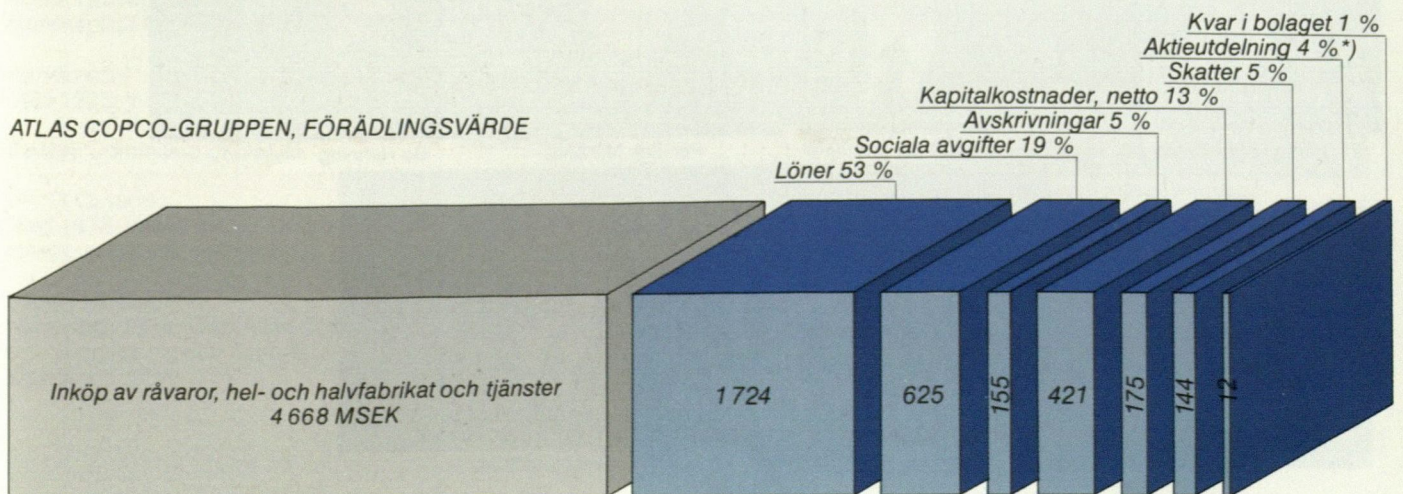 Kvar i bolaget 1 %
Aktieutdelning 4 %*)
Skatter 5 %
Kapitalkostnader, netto 13 %
ATLAS COPCO-GRUPPEN, FÖRÄDLINGSVÄRDE
Avskrivningar 5 %
Sociala avgifter 19 %
Löner 53 %
Inköp av råvaror, hel- och halvfabrikat och tjänster
4 668 MSEK
1 724
625
155
421
175
144
12